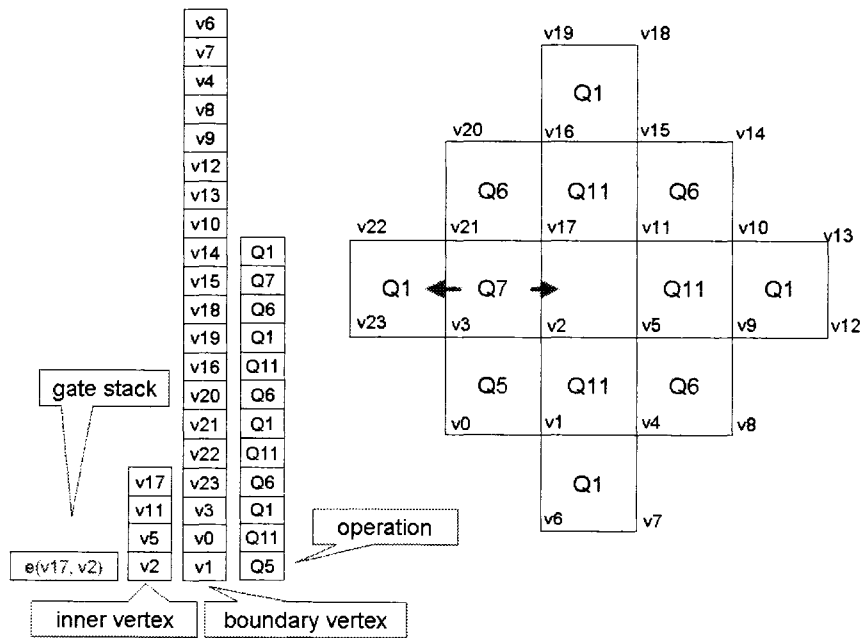 v6
v7
v4
v8
v9
v12
v13
v10
v14 Q1
v15 Q7
v18 Q6
v19 Q1
v16 Q11
v20 Q6
v21 Q1
v22 Q11
v17 v23 Q6
v11 v3 Q1
v5 v0 Q11
e(v17, v2) v2 v1 Q5
gate stack
operation
inner vertex
boundary vertex
v19 v18
Q1
v20 v16 v15 v14
Q6 Q11 Q6
v22 v21 v17 v11 v10 v13
Q1 Q7 Q11 Q1
v23 v3 v2 v5 v9 v12
Q5 Q11 Q6
v0 v1 v4 v8
Q1
v6 v7